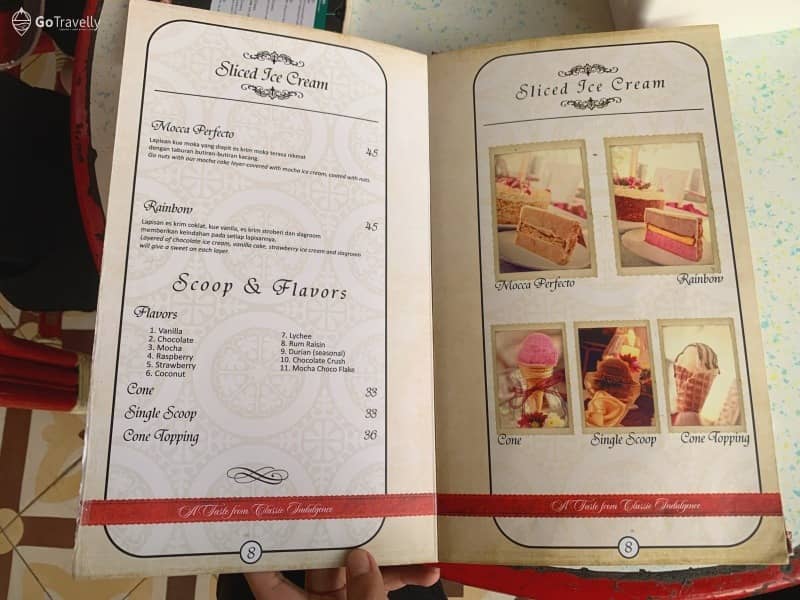 GoTravelly
Sliced Ice Cream
Mocca Perfecto
45
Lapisan kue moka yang diapit es krim moka terasa nikmat
dengan taburan butiran-butiran kacang.
Go nuts with our mocha cake layer-covered with mocha ice cream, coated with nuts.
Rainbow
45
Lapisan es krim coklat, kue vanila, es krim stroberi dan slagroom
memberikan keindahan pada setiap lapisannya.
Layered of chocolate ice cream, vanilla cake, strawberry ice cream and slagroom
will give a sweet on each layer.
Scoop & Flavors
Flavors
1. Vanilla
2. Chocolate
3. Mocha
4. Raspberry
5. Strawberry
6. Coconut
7. Lychee
8. Rum Raisin
9. Durian (seasonal)
10. Chocolate Crush
11. Mocha Choco Flake
Cone 33
Single Scoop 33
Cone Topping 36
A Taste from Classic Indulgence
8
Sliced Ice Cream
Mocca Perfecto
Rainbow
Cone
Single Scoop
Cone Topping
A Taste from Classic Indulgence
8